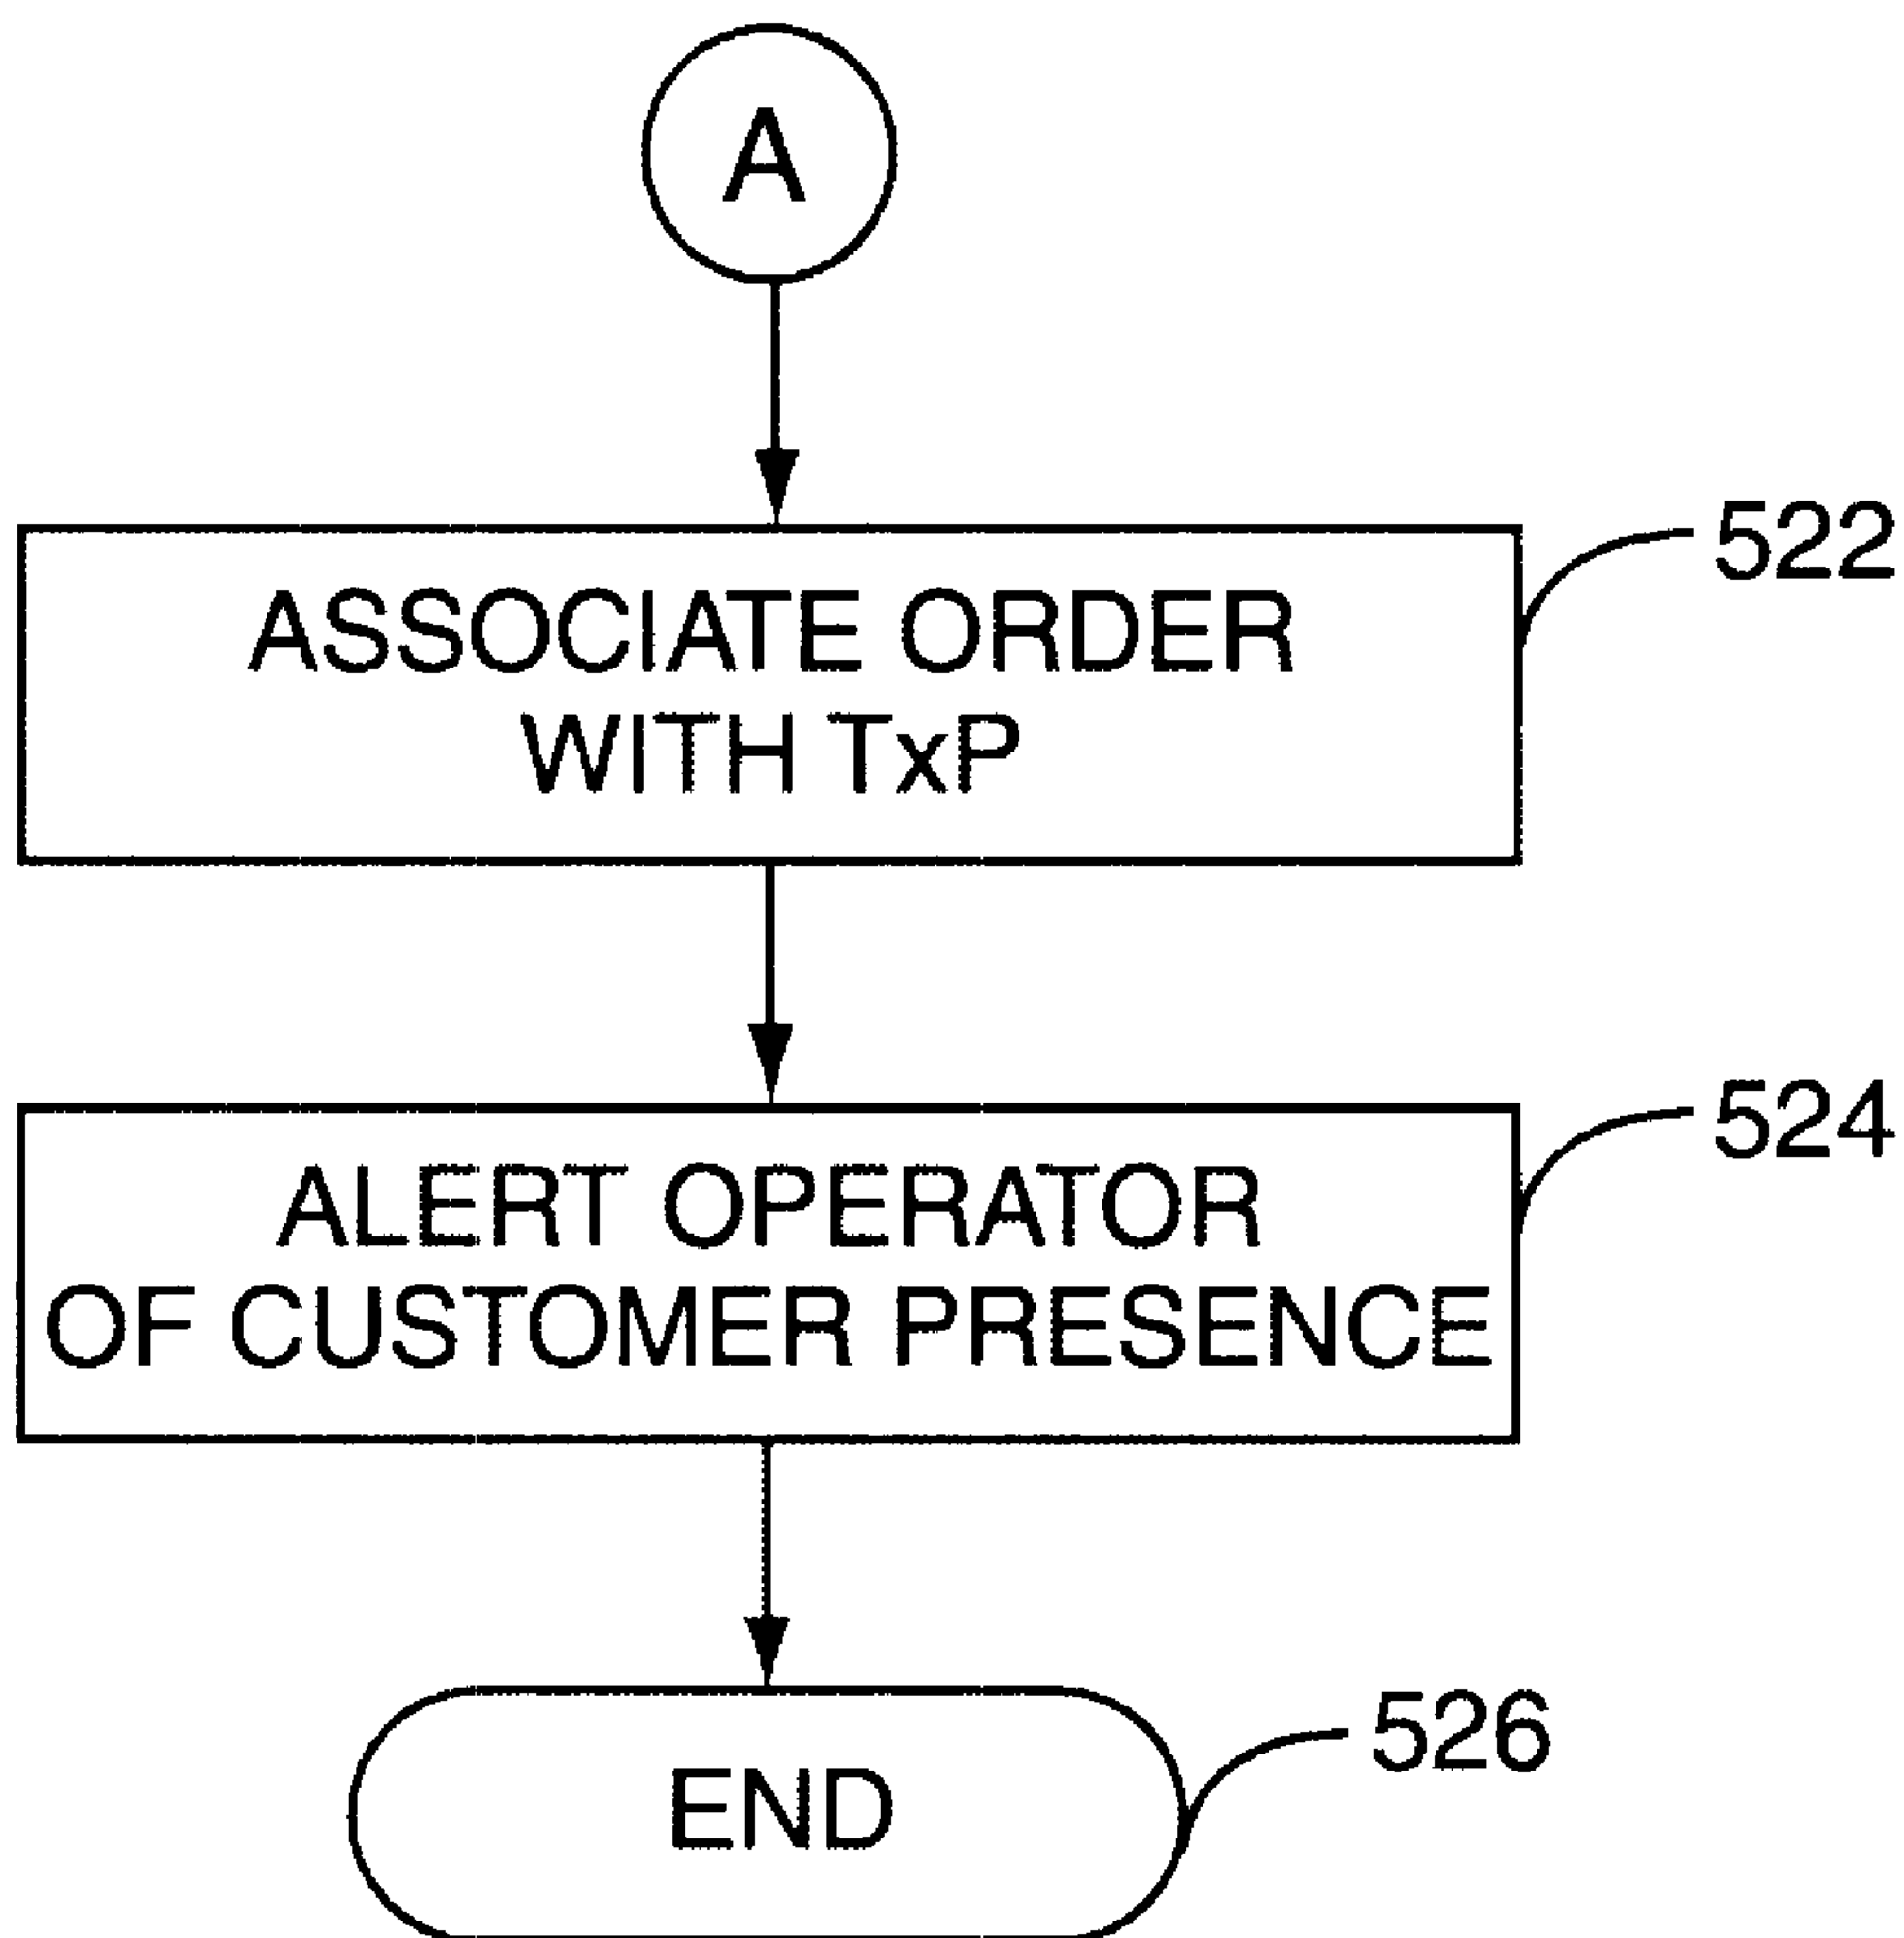 A
522
ASSOCIATE ORDER
WITH TxP
524
ALERT OPERATOR
OF CUSTOMER PRESENCE
526
END